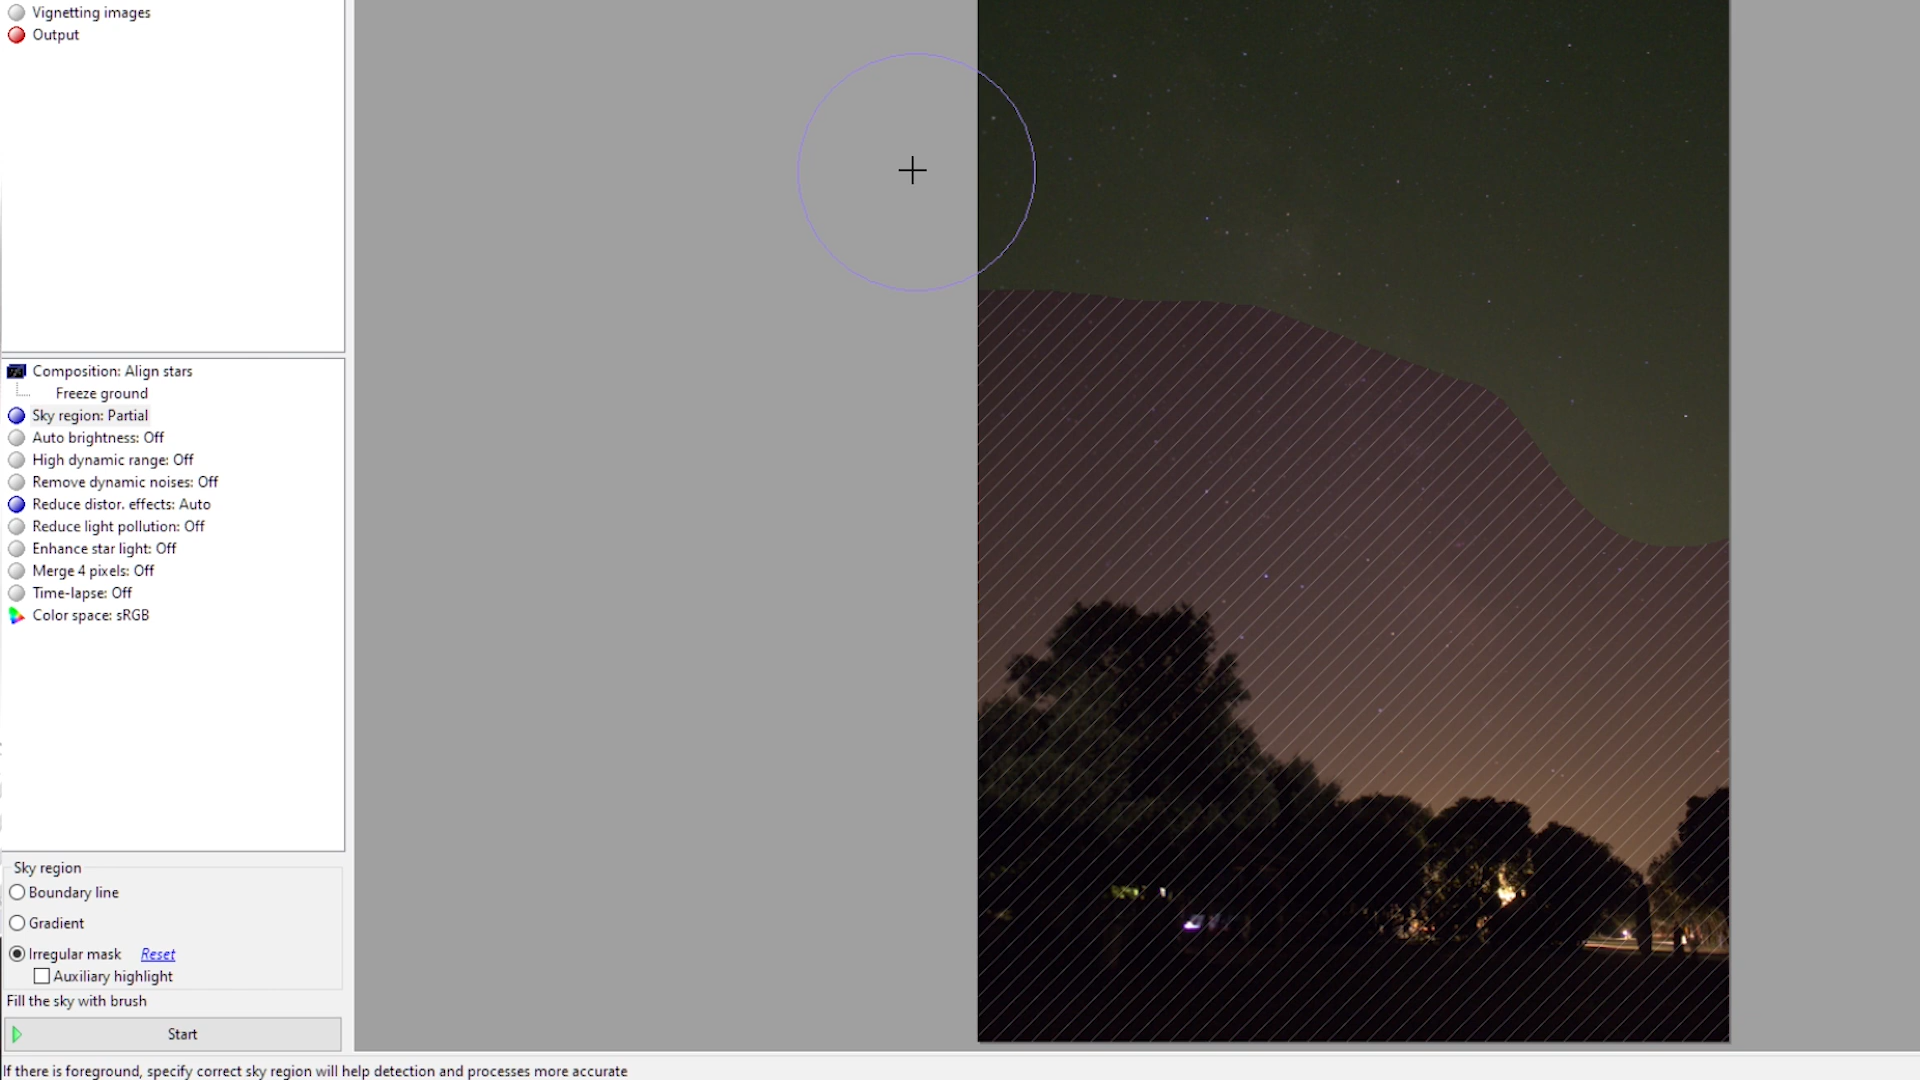 Vignetting images
Output
Composition: Align stars
Freeze ground
Sky region: Partial
Auto brightness: Off
High dynamic range: Off
Remove dynamic noises: Off
Reduce distor. effects: Auto
Reduce light pollution: Off
Enhance star light: Off
Merge 4 pixels: Off
Time-lapse: Off
Color space: sRGB
Sky region
Boundary line
Gradient
Irregular mask Reset
Auxiliary highlight
Fill the sky with brush
Start
If there is foreground, specify correct sky region will help detection and processes more accurate